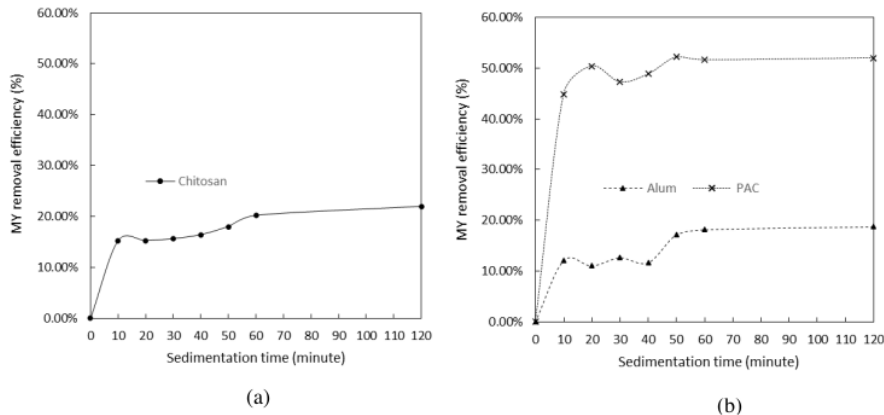 60.00%
50.00%
40.00%
30.00%
20.00%
10.00%
0.00%
MY removal efficiency (%)
Chitosan
0 10 20 30 40 50 60 70 80 90 100 110 120
Sedimentation time (minute)
(a)
60.00%
50.00%
40.00%
30.00%
20.00%
10.00%
0.00%
MY removal efficiency (%)
Alum PAC
0 10 20 30 40 50 60 70 80 90 100 110 120
Sedimentation time (minute)
(b)